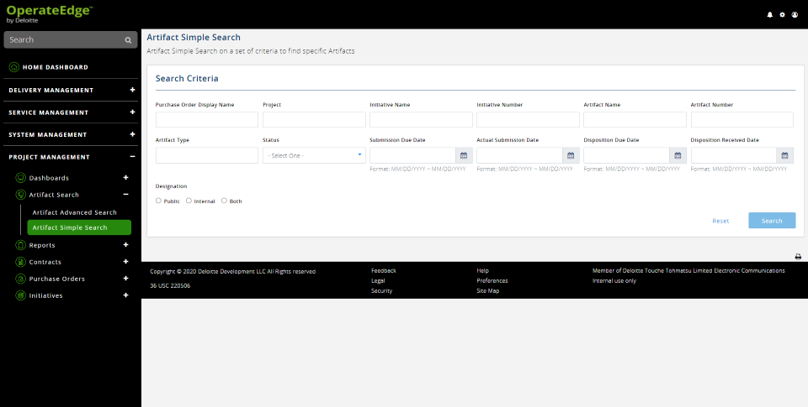 OperateEdge™
by Deloitte
Search
HOME DASHBOARD
DELIVERY MANAGEMENT +
SERVICE MANAGEMENT +
SYSTEM MANAGEMENT +
PROJECT MANAGEMENT −
Dashboards +
Artifact Search −
Artifact Advanced Search
Artifact Simple Search
Reports +
Contracts +
Purchase Orders +
Initiatives +
Artifact Simple Search
Artifact Simple Search on a set of criteria to find specific Artifacts
Search Criteria
Purchase Order Display Name Project Initiative Name Initiative Number Artifact Name Artifact Number
Artifact Type Status Submission Due Date Actual Submission Date Disposition Due Date Disposition Received Date
- Select One -
Format: MM/DD/YYYY ~ MM/DD/YYYY Format: MM/DD/YYYY ~ MM/DD/YYYY Format: MM/DD/YYYY ~ MM/DD/YYYY Format: MM/DD/YYYY ~ MM/DD/YYYY
Designation
Public Internal Both
Reset Search
Copyright © 2020 Deloitte Development LLC All Rights reserved Feedback Help Member of Deloitte Touche Tohmatsu Limited Electronic Communications
Legal Preferences Internal use only
36 USC 220506 Security Site Map